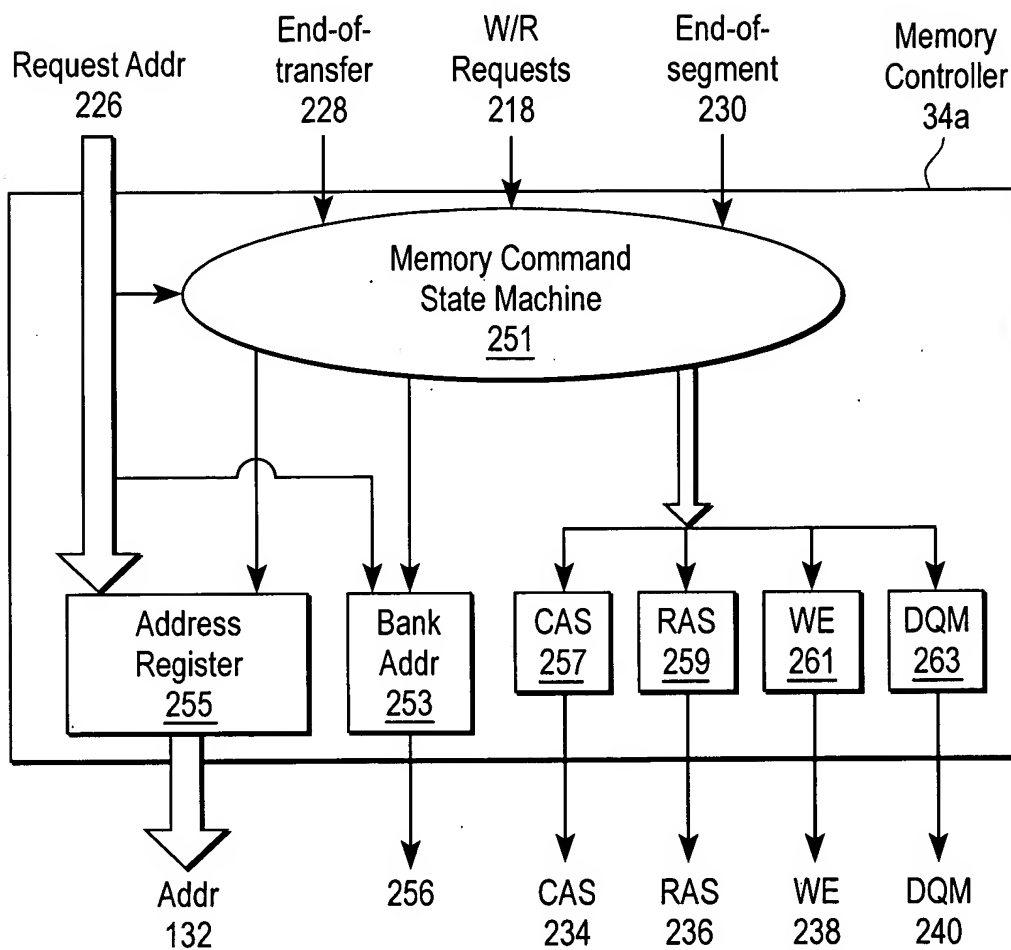 Request Addr
226
End-of-
transfer
228
W/R
Requests
218
End-of-
segment
230
Memory
Controller
34a
Memory Command
State Machine
251
Address
Register
255
Bank
Addr
253
CAS
257
RAS
259
WE
261
DQM
263
Addr
132
256
CAS
234
RAS
236
WE
238
DQM
240